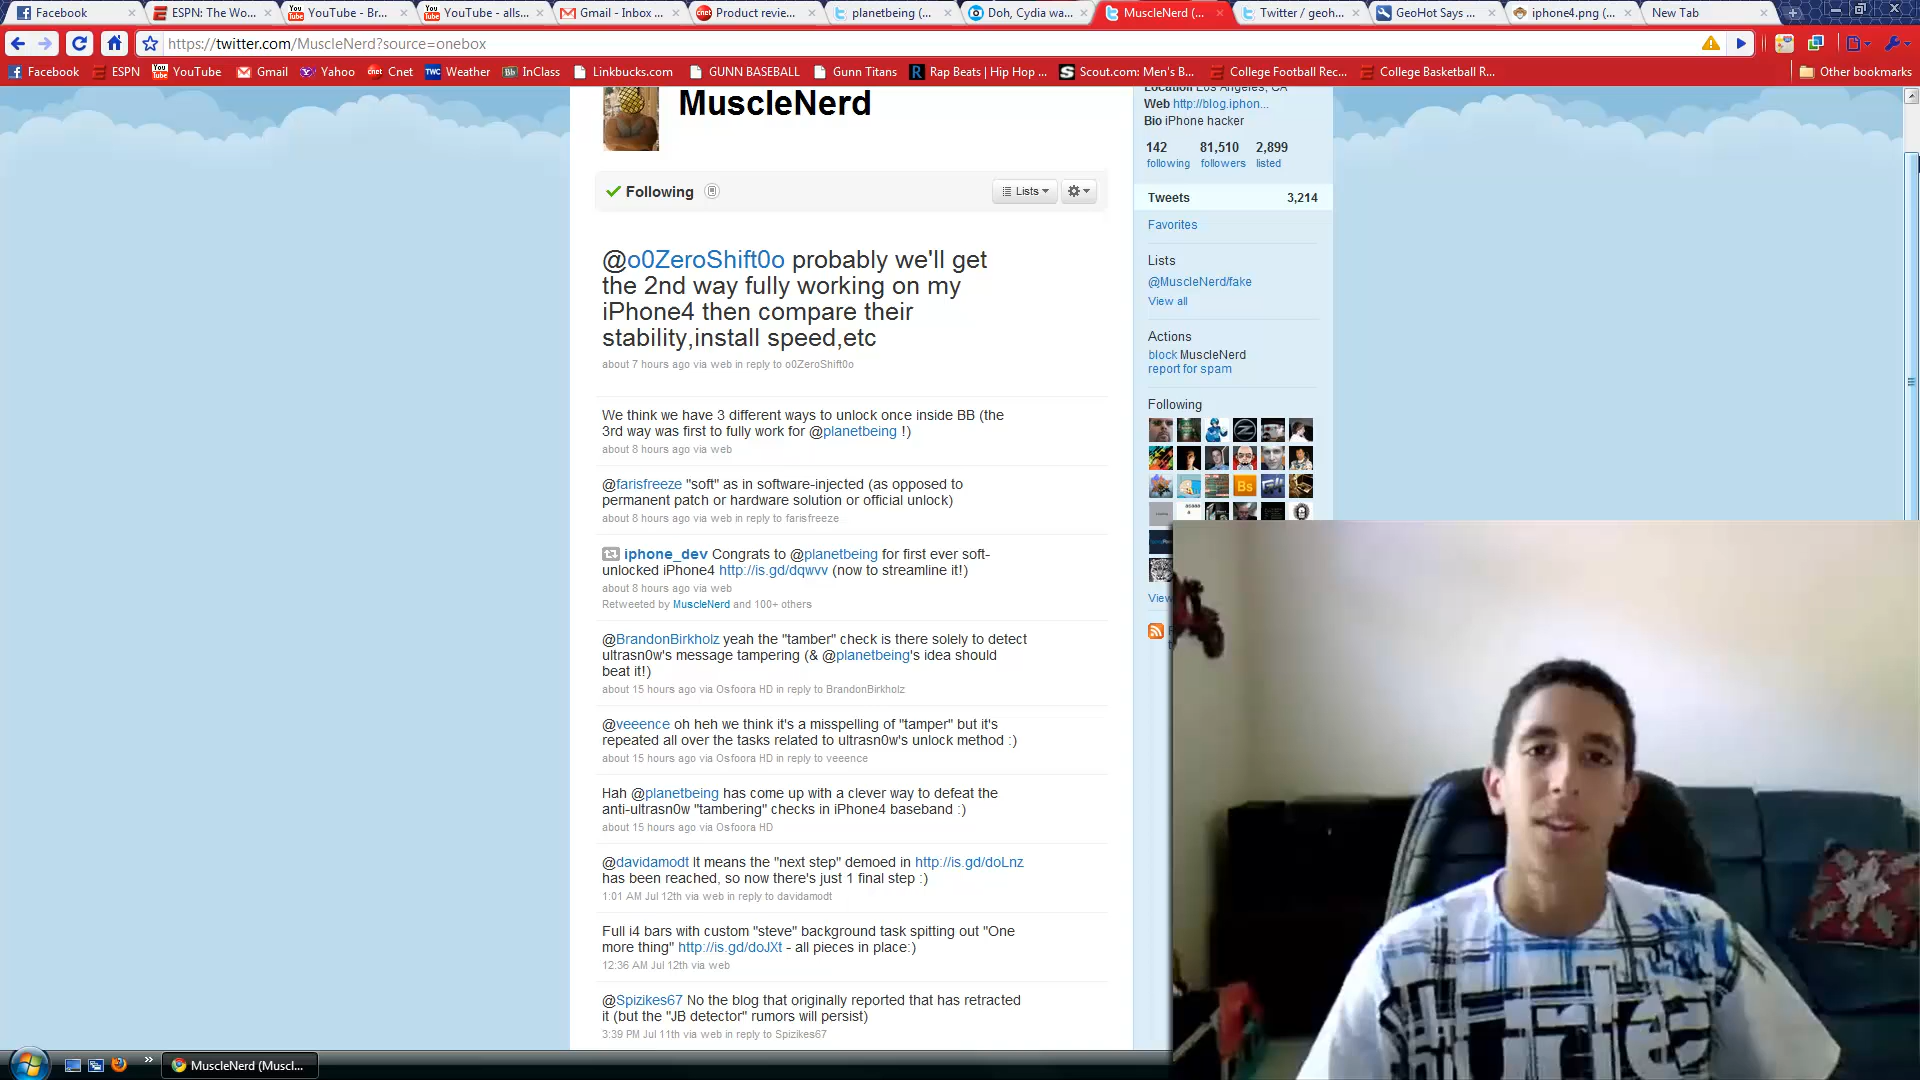 Facebook
ESPN: The Wo...
YouTube - Br...
YouTube - alls...
Gmail - Inbox ...
Product revie...
planetbeing (...
Doh, Cydia wa...
MuscleNerd (...
Twitter / geoh...
GeoHot Says ...
iphone4.png (...
New Tab
https://twitter.com/MuscleNerd?source=onebox
Facebook
ESPN
YouTube
Gmail
Yahoo
Cnet
Weather
InClass
Linkbucks.com
GUNN BASEBALL
Gunn Titans
Rap Beats | Hip Hop ...
Scout.com: Men's B...
College Football Rec...
College Basketball R...
Other bookmarks
MuscleNerd
Following
Lists
@o0ZeroShift0o probably we'll get
the 2nd way fully working on my
iPhone4 then compare their
stability,install speed,etc
about 7 hours ago via web in reply to o0ZeroShift0o
We think we have 3 different ways to unlock once inside BB (the
3rd way was first to fully work for @planetbeing !)
about 8 hours ago via web
@farisfreeze "soft" as in software-injected (as opposed to
permanent patch or hardware solution or official unlock)
about 8 hours ago via web in reply to farisfreeze
iphone_dev Congrats to @planetbeing for first ever soft-
unlocked iPhone4 http://is.gd/dqwvv (now to streamline it!)
about 8 hours ago via web
Retweeted by MuscleNerd and 100+ others
@BrandonBirkholz yeah the "tamber" check is there solely to detect
ultrasn0w's message tampering (& @planetbeing's idea should
beat it!)
about 15 hours ago via Osfoora HD in reply to BrandonBirkholz
@veeence oh heh we think it's a misspelling of "tamper" but it's
repeated all over the tasks related to ultrasn0w's unlock method :)
about 15 hours ago via Osfoora HD in reply to veeence
Hah @planetbeing has come up with a clever way to defeat the
anti-ultrasn0w "tambering" checks in iPhone4 baseband :)
about 15 hours ago via Osfoora HD
@davidamodt It means the "next step" demoed in http://is.gd/doLnz
has been reached, so now there's just 1 final step :)
1:01 AM Jul 12th via web in reply to davidamodt
Full i4 bars with custom "steve" background task spitting out "One
more thing" http://is.gd/doJXt - all pieces in place:)
12:36 AM Jul 12th via web
@Spizikes67 No the blog that originally reported that has retracted
it (but the "JB detector" rumors will persist)
3:39 PM Jul 11th via web in reply to Spizikes67
Location Los Angeles, CA
Web http://blog.iphon...
Bio iPhone hacker
142 81,510 2,899
following followers listed
Tweets 3,214
Favorites
Lists
@MuscleNerd/fake
View all
Actions
block MuscleNerd
report for spam
Following
Bs
View
MuscleNerd (Muscl...